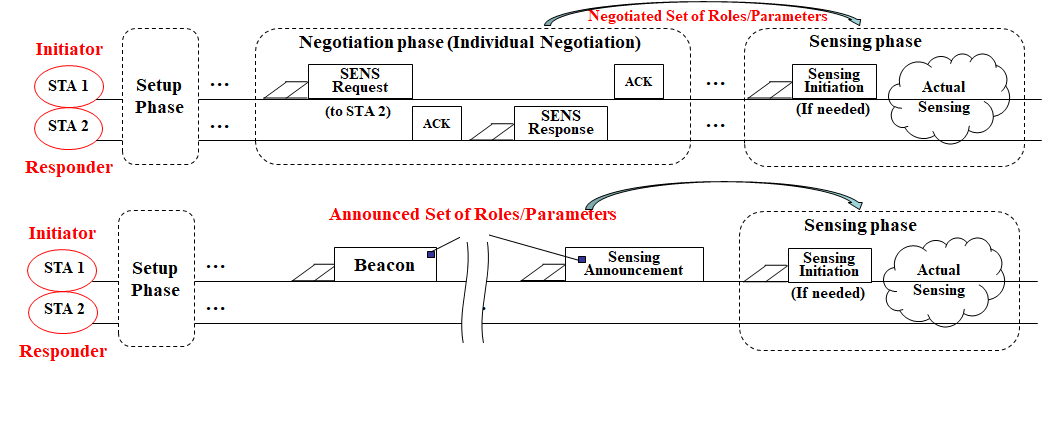 Negotiated Set of Roles/Parameters
Initiator
Negotiation phase (Individual Negotiation)
Sensing phase
STA 1
Setup
Phase
...
SENS
Request
(to STA 2)
ACK
...
Sensing
Initiation
(If needed)
Actual
Sensing
STA 2
...
ACK
SENS
Response
...
Responder
Announced Set of Roles/Parameters
Initiator
Sensing phase
STA 1
Setup
Phase
...
Beacon
Sensing
Announcement
Sensing
Initiation
(If needed)
Actual
Sensing
STA 2
...
Responder